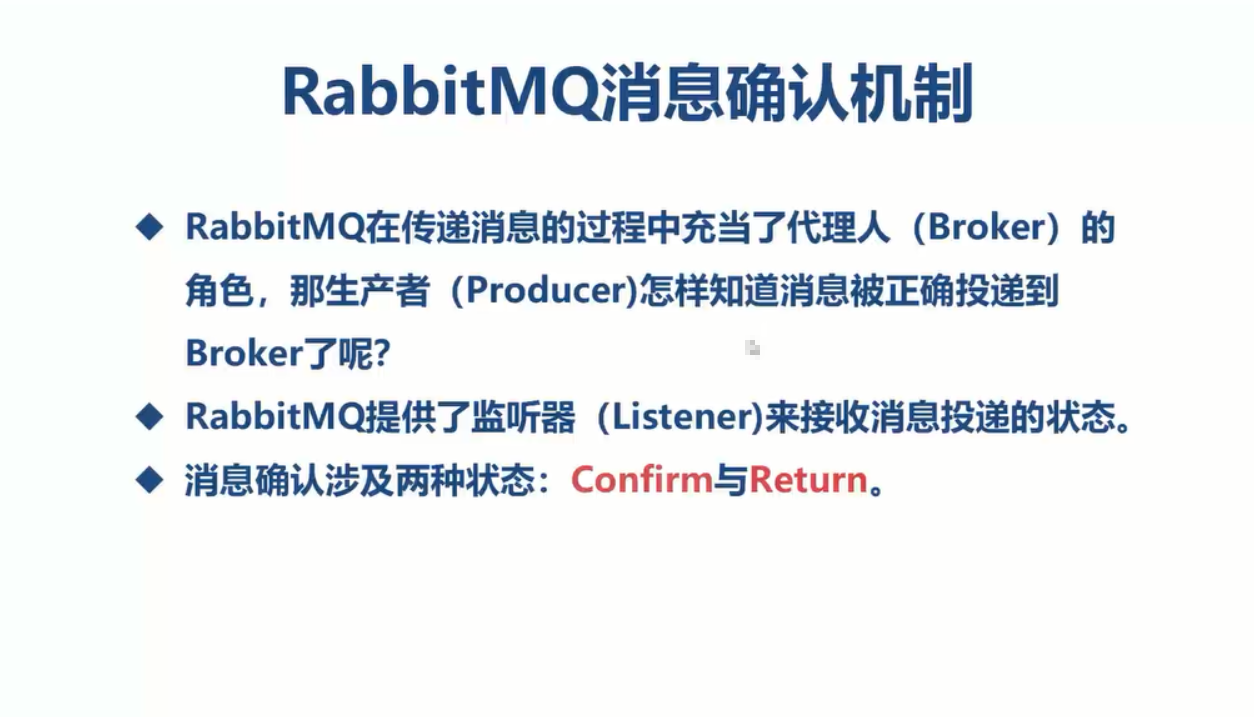 RabbitMQ消息确认机制
RabbitMQ在传递消息的过程中充当了代理人（Broker）的
角色，那生产者（Producer)怎样知道消息被正确投递到
Broker了呢?
RabbitMQ提供了监听器（Listener)来接收消息投递的状态。
消息确认涉及两种状态：Confirm与Return。